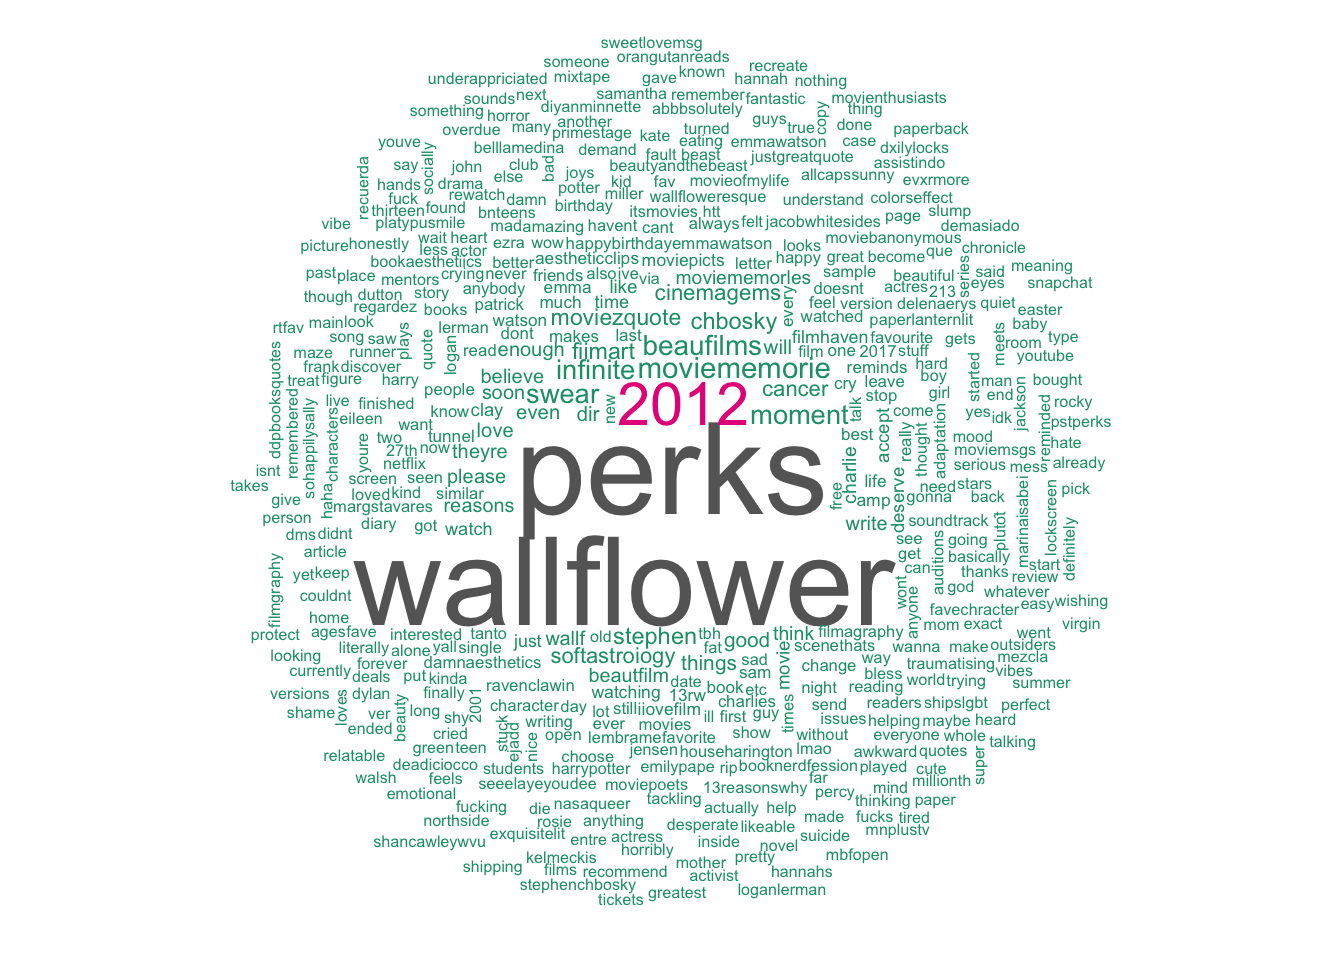 sweetlovemsg
someone orangutanreads
underappriciated mixtape gave known hannah recreate nothing
sounds next samantha remember fantastic movienthusiasts
something horror diyanminnette abbbsolutely guys copy thing
overdue many another primestage kate turned true done paperback
youve belllamedina demand fault eating emmawatson case dxilylocks
recuerda say socially john club bad joys beast beautyandthebeast justgreatquote assistindo
hands drama else potter kid fav movieofmylife allcapssunny evxrmore
fuck rewatch damn birthday miller wallfloweresque understand colorseffect
thirteen found bnteens itsmovies htt always felt jacobwhitesides page slump
vibe platypusmile mad amazing havent cant moviebanonymous demasiado
picture honestly wait heart ezra wow happybirthdayemmawatson looks que chronicle
less actor aestheticclips moviepicts letter happy great become series said meaning
bookaesthetiics better
past place mentors crying never friends also ive via moviememorles sample beautiful eyes snapchat
though dutton story anybody emma like cinemagems every doesnt actres 213
regardez books patrick much time feel version delenaerys quiet easter
rtfav main look plays lerman watson moviezquote chbosky watched paperlanternlit baby
song saw quote logan dont makes last beaufilms will filmhaven favourite gets meets room type
maze runner read enough fijmart film one 2017 stuff youtube
ddpbooksquotes frank discover believe infinite moviememorie reminds hard started
treat figure harry people soon swear 2012 cancer cry leave boy man bought
remembered live finished know clay even dir new moment talk stop girl end jackson rocky
sohappilysally characters eileen want love accept come yes idk pstperks
youre two tunnel best really thought adaptation mood moviemsgs reminded hate
27th now theyre perks charlie
isnt netflix serious mess already
takes haha screen seen please life need stars
give loved kind similar free amp deserve gonna back plutôt marinaisabei lockscreen pick
person margstavares reasons write soundtrack
dms didnt diary got watch see going definitely
article wallflower get auditions basically
filmgraphy yet keep can thanks start review
couldnt wont god whatever
home anyone favechracter easy wishing
protect ages fave interested tanto just wallf old stephen tbh good think filmagraphy mom exact went virgin
literally alone yall single fat movie scenethats wanna make outsiders
looking forever damnaesthetics softastroiogy things sad change way traumatising mezcla
currently deals put kinda beautfilm date sam bless world trying vibes
versions dylan finally ravenclawin watching 13rw book etc night reading summer
shame loves ver beauty long shy 2001 character day stilliiovefilm charlies times send readers shipslgbt perfect
ended cried stuck ejadd nice writing lot ever movies ill first guy issues helping maybe heard
green teen open lembrame favorite show without everyone whole talking
relatable choose jensen househarington lmao awkward quotes super
deadiciocco students harrypotter emilypape rip booknerdfession played cute
walsh feels seeelayeyoudee moviepoets 13reasonswhy far percy mind millionth
emotional fucking nasaqueer tackling actually help thinking paper
northside die rosie anything desperate likeable made fucks tired
shancawleywvu exquisitelit entre actress inside suicide mnplustv
kelmeckis horribly mother pretty novel mbfopen
shipping films recommend activist hannahs
stephenchbosky greatest loganlerman
tickets